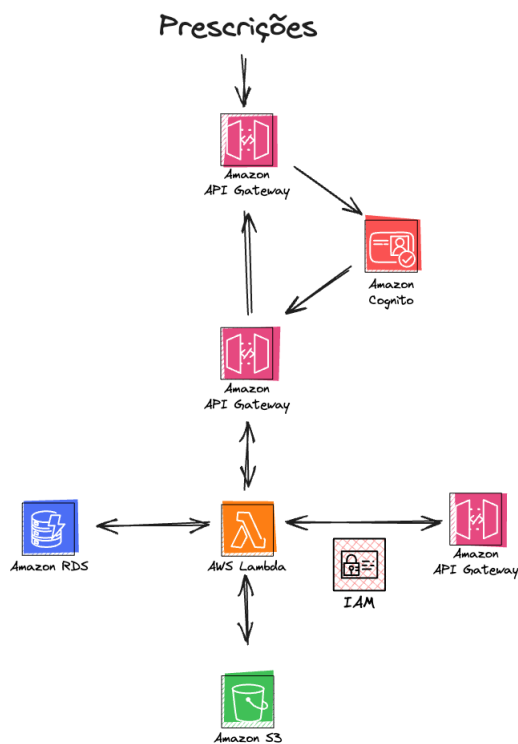 Prescrições
Amazon
API Gateway
Amazon
Cognito
Amazon
API Gateway
Amazon RDS
AWS Lambda
IAM
Amazon
API Gateway
Amazon S3